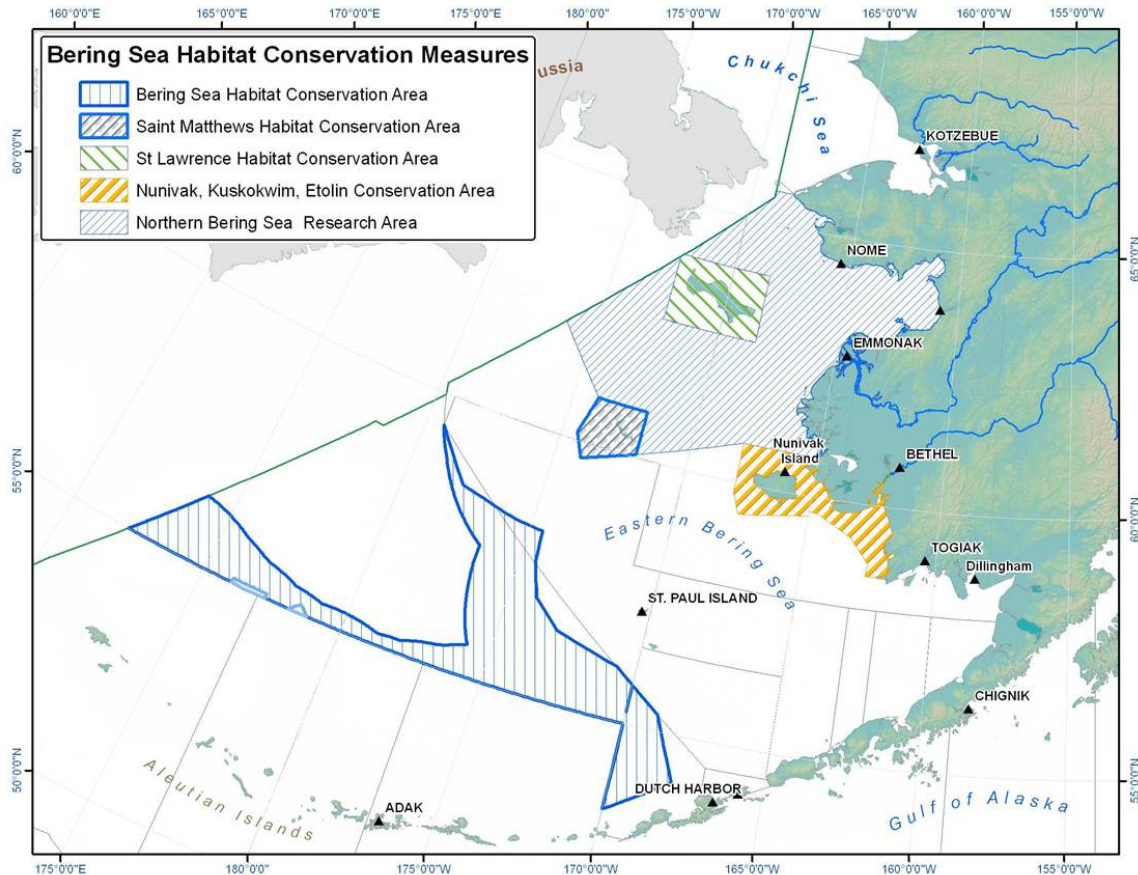 160°0'0"E
165°0'0"E
170°0'0"E
175°0'0"E
180°0'0"
175°0'0"W
170°0'0"W
165°0'0"W
160°0'0"W
155°0'0"W
Bering Sea Habitat Conservation Measures
Bering Sea Habitat Conservation Area
Saint Matthews Habitat Conservation Area
St Lawrence Habitat Conservation Area
Nunivak, Kuskokwim, Etolin Conservation Area
Northern Bering Sea Research Area
ussia
Chukchi Sea
KOTZEBUE
60°0'0"N
65°0'0"N
NOME
EMMONAK
Nunivak
Island
BETHEL
55°0'0"N
60°0'0"N
Eastern Bering Sea
TOGIAK
Dillingham
ST. PAUL ISLAND
CHIGNIK
50°0'0"N
55°0'0"N
Aleutian Islands
ADAK
DUTCH HARBOR
Gulf of Alaska
175°0'0"E
180°0'0"
175°0'0"W
170°0'0"W
165°0'0"W
160°0'0"W
155°0'0"W